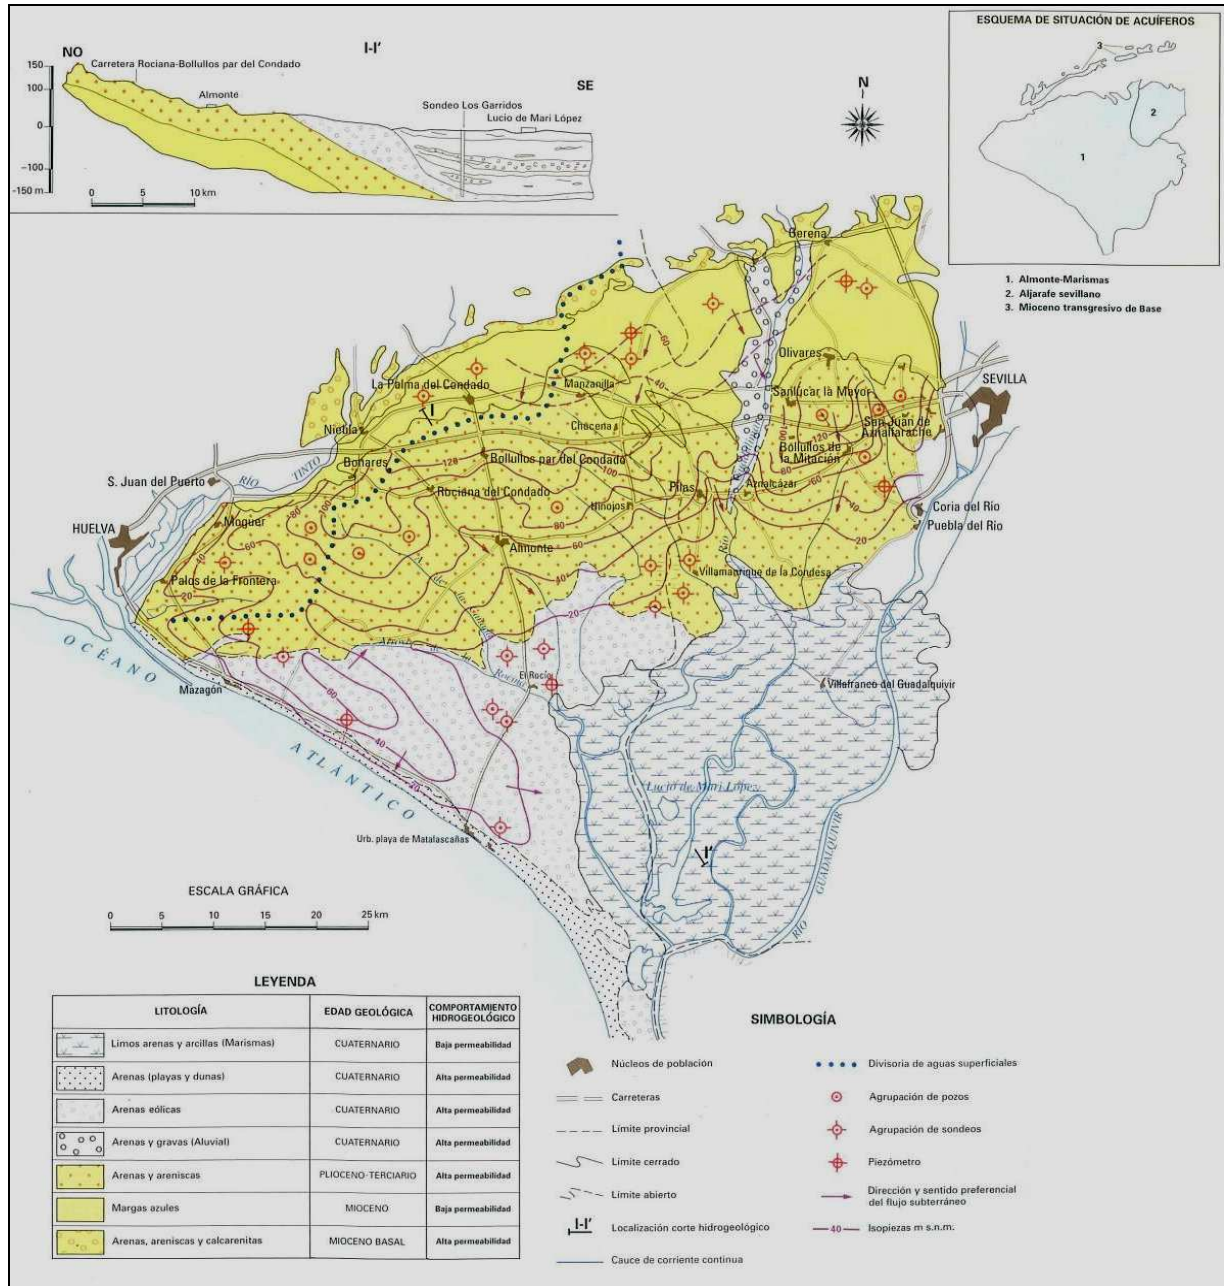 NO
I-I'
SE
Carretera Rociana-Bollullos par del Condado
Almonte
Sondeo Los Garridos
Lucio de Mari López
150
100
0
-100
-150 m
0 5 10 km
N
ESQUEMA DE SITUACIÓN DE ACUÍFEROS
3
2
1
1. Almonte-Marismas
2. Aljarafe sevillano
3. Mioceno transgresivo de Base
Gerena
Olivares
SEVILLA
La Palma del Condado
Manzanilla
Sanlúcar la Mayor
San Juan de
Aznalfarache
Niebla
Chucena
Bollullos de
la Mitación
Bonares
Bollullos par del Condado
RÍO TINTO
S. Juan del Puerto
Rociana del Condado
Pilas
Aznalcázar
Hinojos
Coria del Río
Puebla del Río
HUELVA
Moguer
Almonte
Palos de la Frontera
Villamanrique de la Condesa
RÍO
El Rocío
Rocina
Mazagón
Villafranco del Guadalquivir
OCÉANO
ATLÁNTICO
Lucio de Mari López
Urb. playa de Matalascañas
I
I'
RÍO GUADALQUIVIR
60
40
120
100
80
20
ESCALA GRÁFICA
0 5 10 15 20 25 km
LEYENDA
LITOLOGÍA EDAD GEOLÓGICA COMPORTAMIENTO HIDROGEOLÓGICO
Limos arenas y arcillas (Marismas) CUATERNARIO Baja permeabilidad
Arenas (playas y dunas) CUATERNARIO Alta permeabilidad
Arenas eólicas CUATERNARIO Alta permeabilidad
Arenas y gravas (Aluvial) CUATERNARIO Alta permeabilidad
Arenas y areniscas PLIOCENO-TERCIARIO Alta permeabilidad
Margas azules MIOCENO Baja permeabilidad
Arenas, areniscas y calcarenitas MIOCENO BASAL Alta permeabilidad
SIMBOLOGÍA
Núcleos de población
Carreteras
Límite provincial
Límite cerrado
Límite abierto
I-I' Localización corte hidrogeológico
Cauce de corriente continua
Divisoria de aguas superficiales
Agrupación de pozos
Agrupación de sondeos
Piezómetro
Dirección y sentido preferencial
del flujo subterráneo
40 Isopiezas m s.n.m.